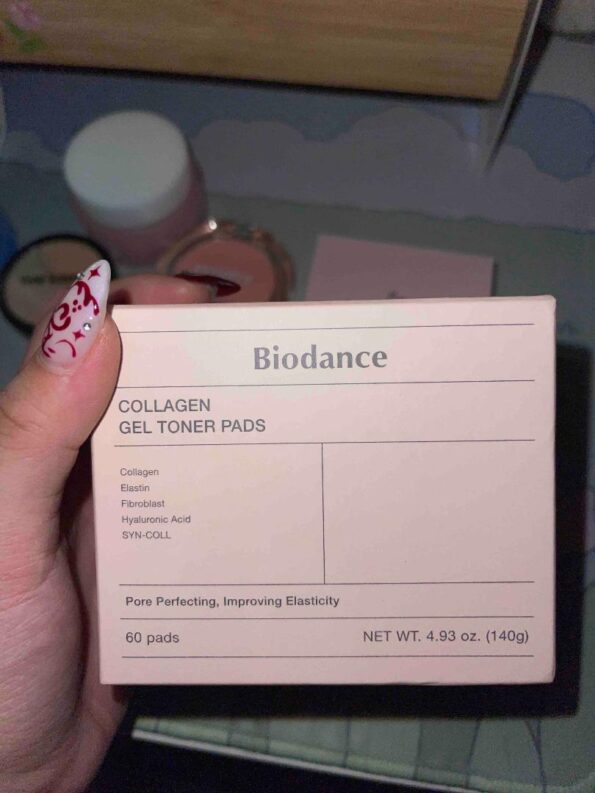 Biodance
COLLAGEN
GEL TONER PADS
Collagen
Elastin
Fibroblast
Hyaluronic Acid
SYN-COLL
Pore Perfecting, Improving Elasticity
60 pads
NET WT. 4.93 oz. (140g)